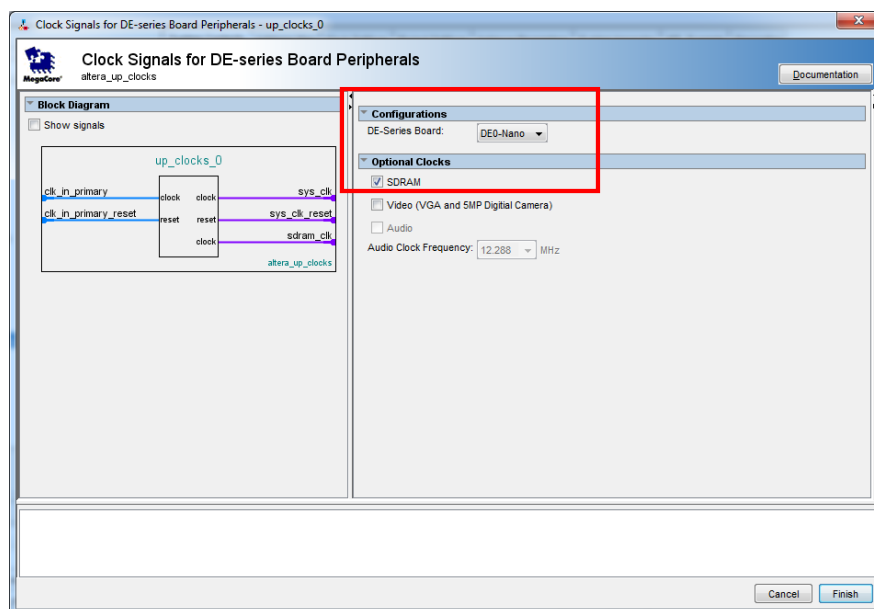 Clock Signals for DE-series Board Peripherals - up_clocks_0
Clock Signals for DE-series Board Peripherals
altera_up_clocks
MegaCore'
Documentation
Block Diagram
Show signals
up_clocks_0
clk_in_primary
clock
clock
sys_clk
clk_in_primary_reset
reset
reset
sys_clk_reset
clock
sdram_clk
altera_up_clocks
Configurations
DE-Series Board:
DE0-Nano
Optional Clocks
SDRAM
Video (VGA and 5MP Digitial Camera)
Audio
Audio Clock Frequency:
12.288
MHz
Cancel
Finish